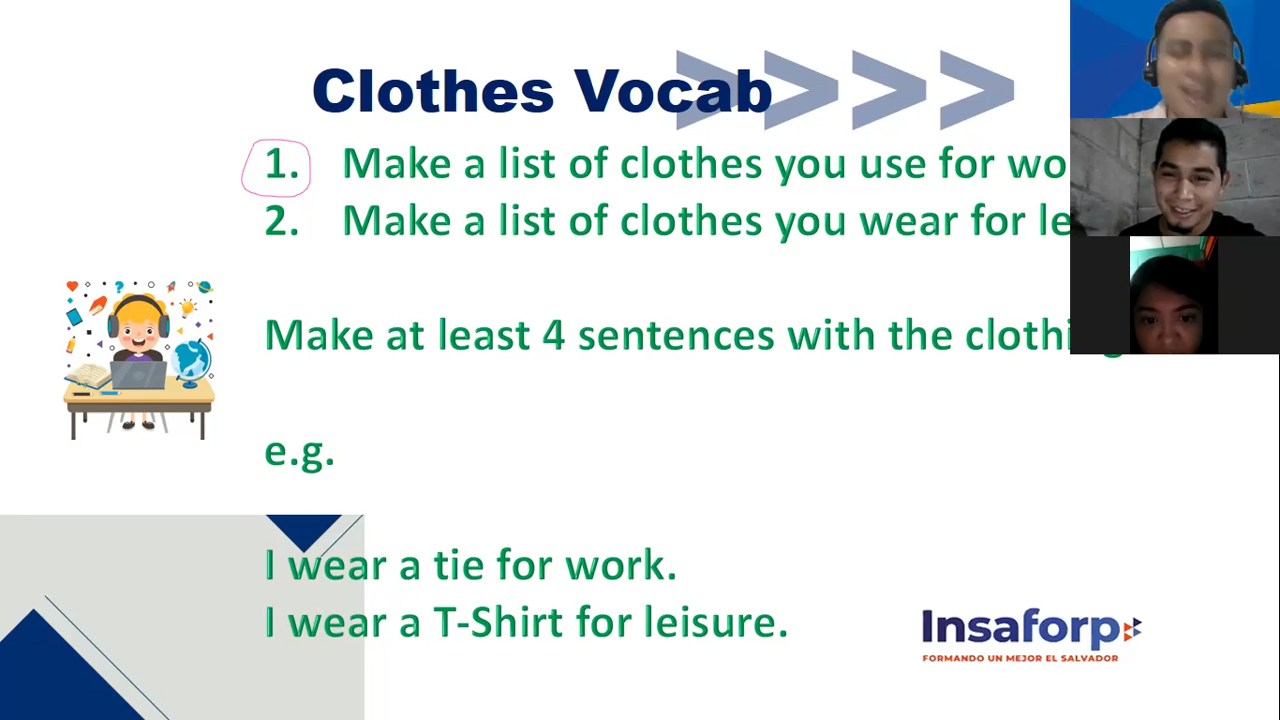 Clothes Vocab
1. Make a list of clothes you use for wo
2. Make a list of clothes you wear for le
Make at least 4 sentences with the clothing
e.g.
I wear a tie for work.
I wear a T-Shirt for leisure.
Insaforp
FORMANDO UN MEJOR EL SALVADOR